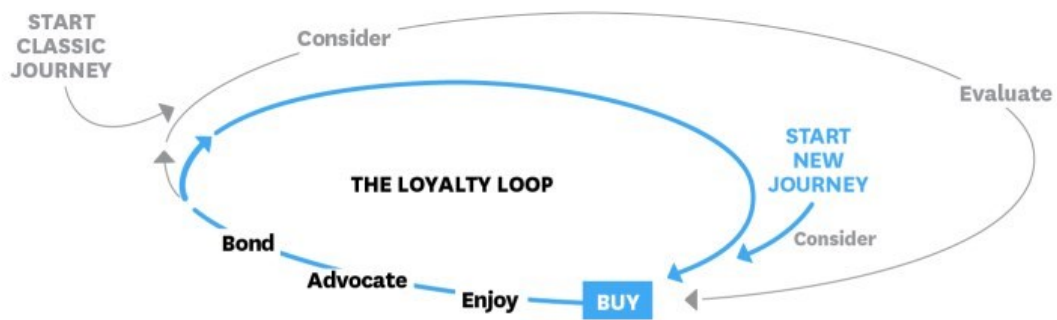 START
CLASSIC
JOURNEY
Consider
Evaluate
START
NEW
JOURNEY
THE LOYALTY LOOP
Consider
Bond
Advocate
Enjoy
BUY